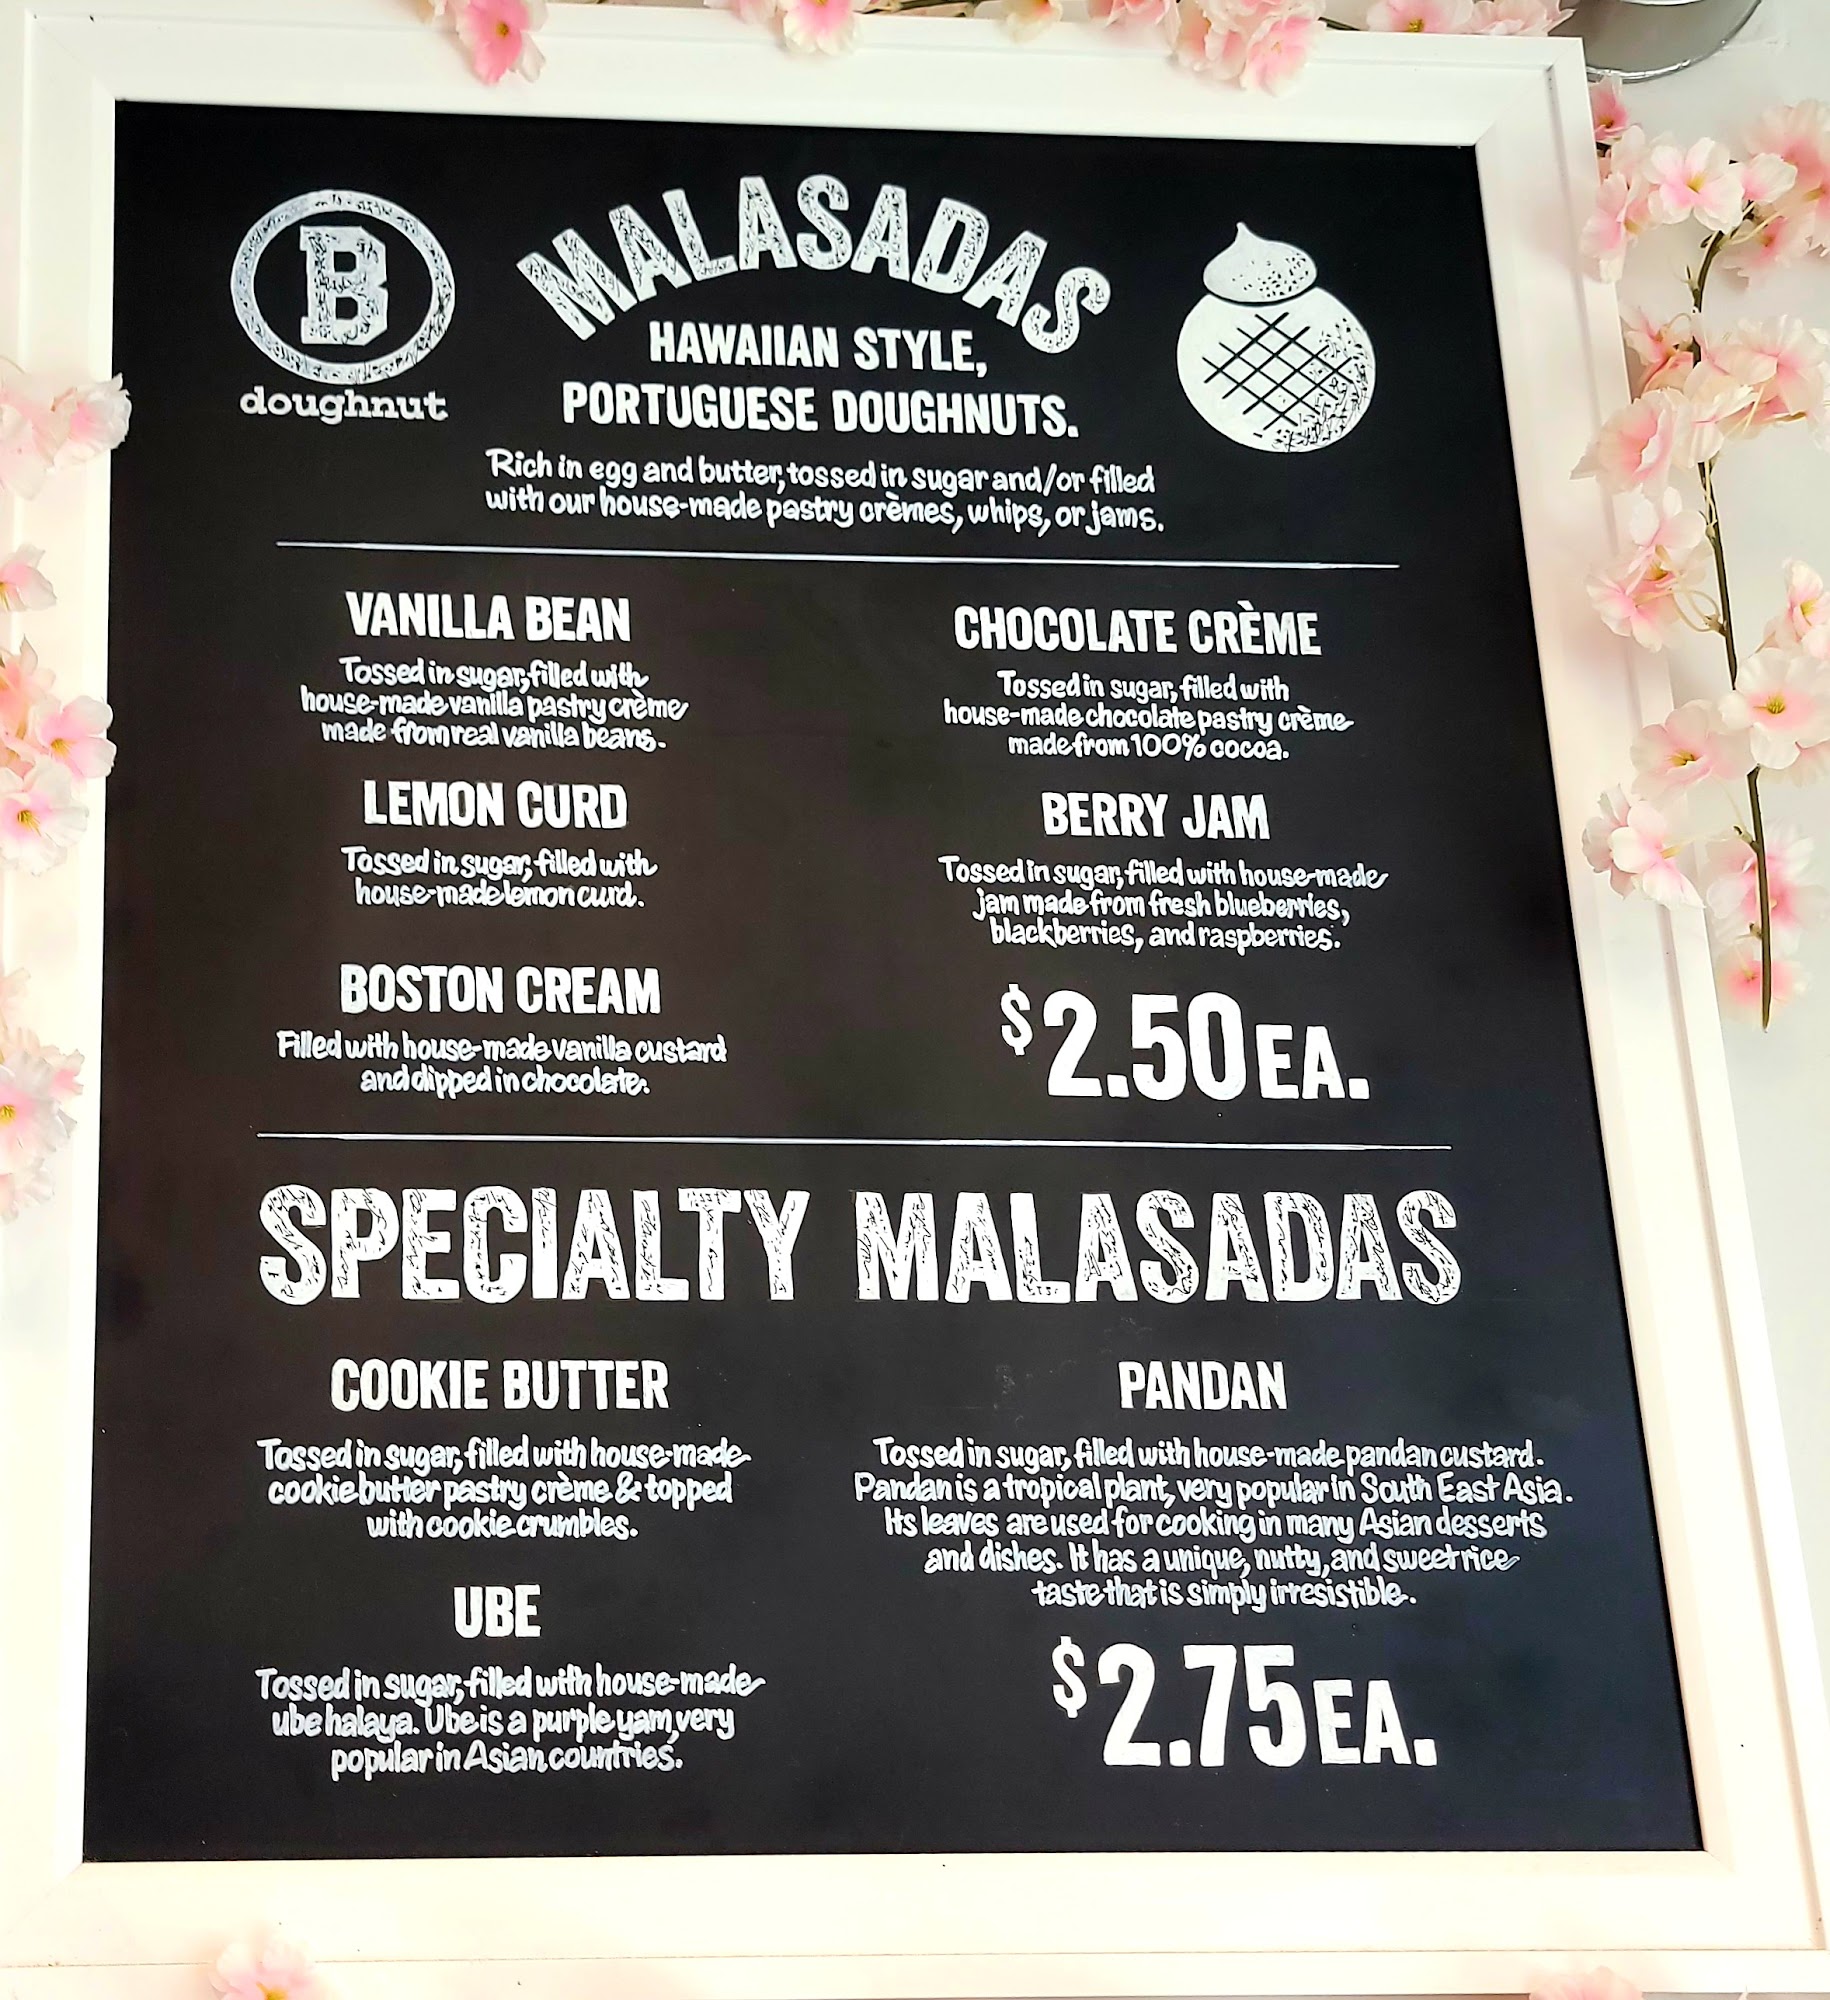 B
doughnut
MALASADAS
HAWAIIAN STYLE,
PORTUGUESE DOUGHNUTS.
Rich in egg and butter, tossed in sugar and/or filled
with our house-made pastry crèmes, whips, or jams.
VANILLA BEAN
Tossed in sugar, filled with
house-made vanilla pastry crème
made from real vanilla beans.
LEMON CURD
Tossed in sugar, filled with
house-made lemon curd.
BOSTON CREAM
Filled with house-made vanilla custard
and dipped in chocolate.
CHOCOLATE CRÈME
Tossed in sugar, filled with
house-made chocolate pastry crème
made from 100% cocoa.
BERRY JAM
Tossed in sugar, filled with house-made
jam made from fresh blueberries,
blackberries, and raspberries.
$2.50 EA.
SPECIALTY MALASADAS
COOKIE BUTTER
Tossed in sugar, filled with house-made
cookie butter pastry crème & topped
with cookie crumbles.
UBE
Tossed in sugar, filled with house-made
ube halaya. Ube is a purple yam, very
popular in Asian countries.
PANDAN
Tossed in sugar, filled with house-made pandan custard.
Pandan is a tropical plant, very popular in South East Asia.
Its leaves are used for cooking in many Asian desserts
and dishes. It has a unique, nutty, and sweet rice
taste that is simply irresistible.
$2.75 EA.